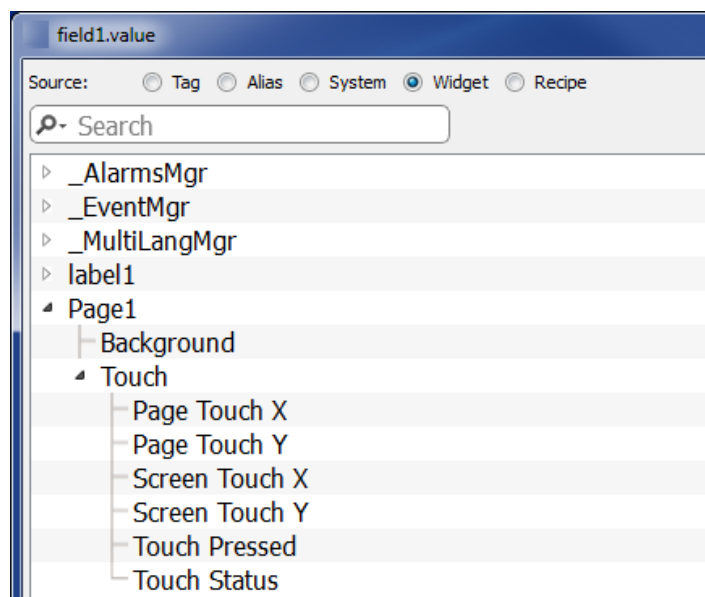 field1.value
Source: Tag Alias System Widget Recipe
Search
_AlarmsMgr
_EventMgr
_MultiLangMgr
label1
Page1
Background
Touch
Page Touch X
Page Touch Y
Screen Touch X
Screen Touch Y
Touch Pressed
Touch Status